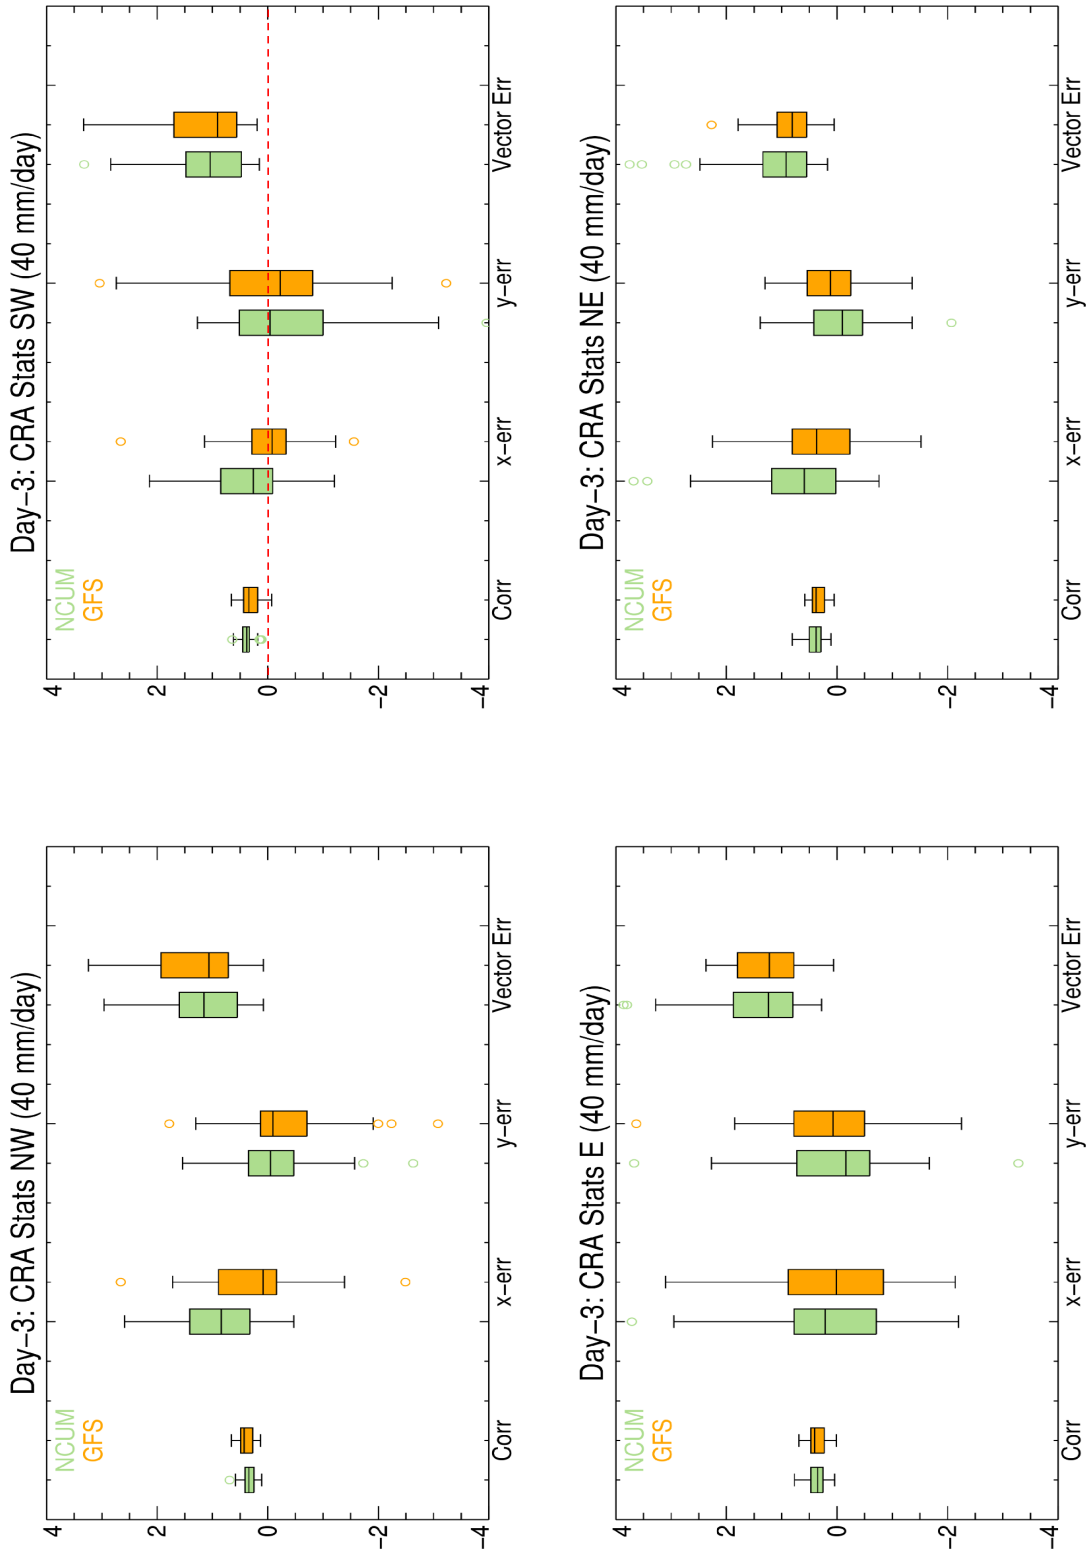 Day−3: CRA Stats NW (40 mm/day)
NCUM
GFS
4
2
0
−2
−4
Corr x−err y−err Vector Err
Day−3: CRA Stats SW (40 mm/day)
NCUM
GFS
4
2
0
−2
−4
Corr x−err y−err Vector Err
Day−3: CRA Stats E (40 mm/day)
NCUM
GFS
4
2
0
−2
−4
Corr x−err y−err Vector Err
Day−3: CRA Stats NE (40 mm/day)
NCUM
GFS
4
2
0
−2
−4
Corr x−err y−err Vector Err